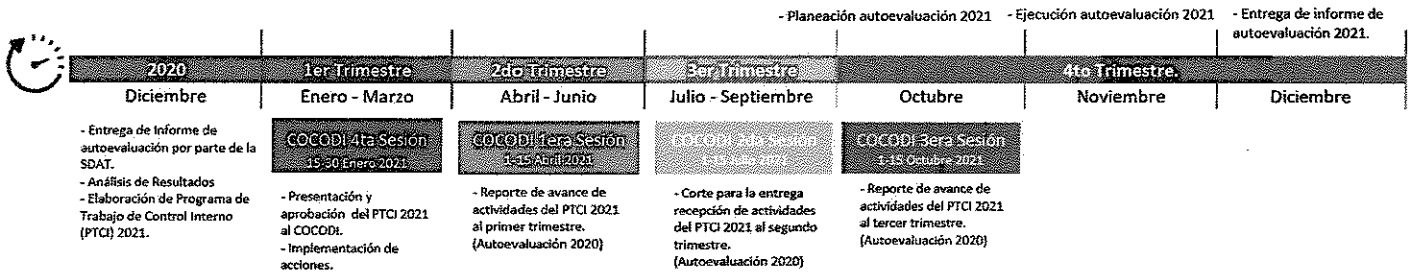 - Planeación autoevaluación 2021
- Ejecución autoevaluación 2021
- Entrega de informe de
autoevaluación 2021.
2020
1er Trimestre
2do Trimestre
3er Trimestre
4to Trimestre.
Diciembre
Enero - Marzo
Abril - Junio
Julio - Septiembre
Octubre
Noviembre
Diciembre
- Entrega de Informe de
autoevaluación por parte de la
SDAT.
- Análisis de Resultados
- Elaboración de Programa de
Trabajo de Control Interno
(PTCI) 2021.
COCODI 4ta Sesión
15-30 Enero 2021
- Presentación y
aprobación del PTCI 2021
al COCODI.
- Implementación de
acciones.
COCODI 1era Sesión
1-15 Abril 2021
- Reporte de avance de
actividades del PTCI 2021
al primer trimestre.
(Autoevaluación 2020)
COCODI 2da Sesión
1-15 Julio 2021
- Corte para la entrega
recepción de actividades
del PTCI 2021 al segundo
trimestre.
(Autoevaluación 2020)
COCODI 3era Sesión
1-15 Octubre 2021
- Reporte de avance de
actividades del PTCI 2021
al tercer trimestre.
(Autoevaluación 2020)